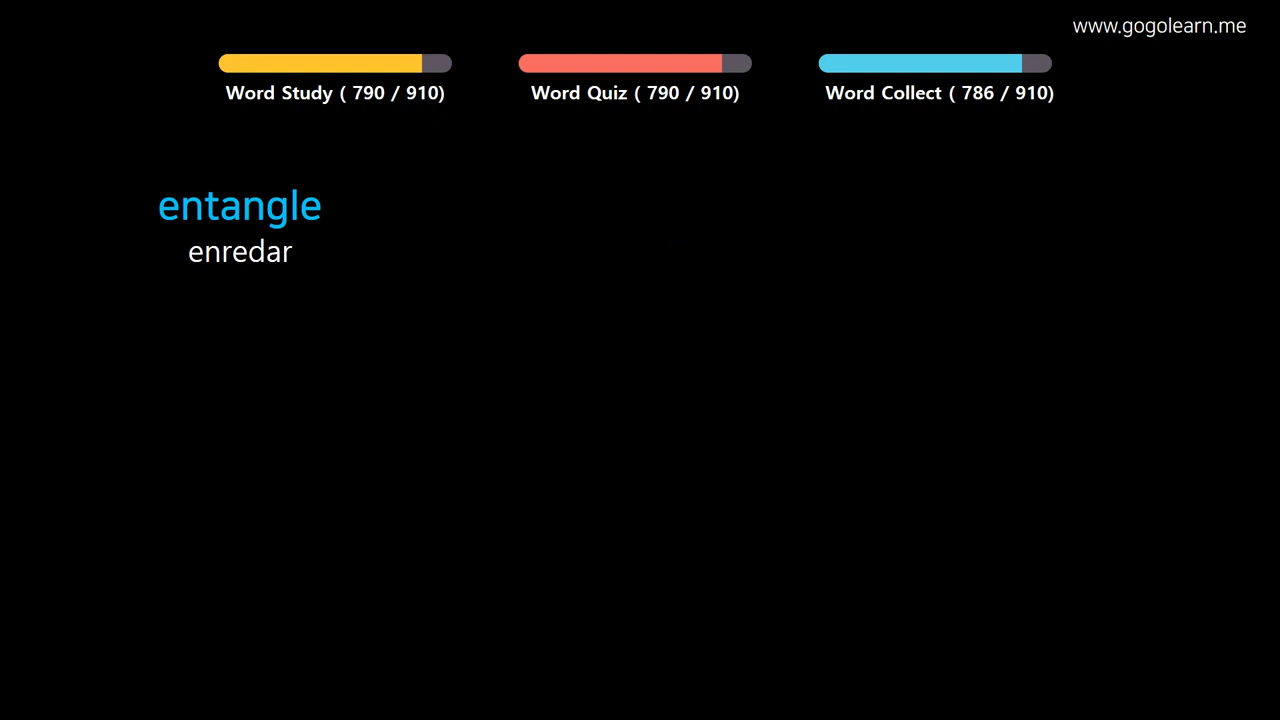 www.gogolearn.me
Word Study ( 790 / 910)
Word Quiz ( 790 / 910)
Word Collect ( 786 / 910)
entangle
enredar